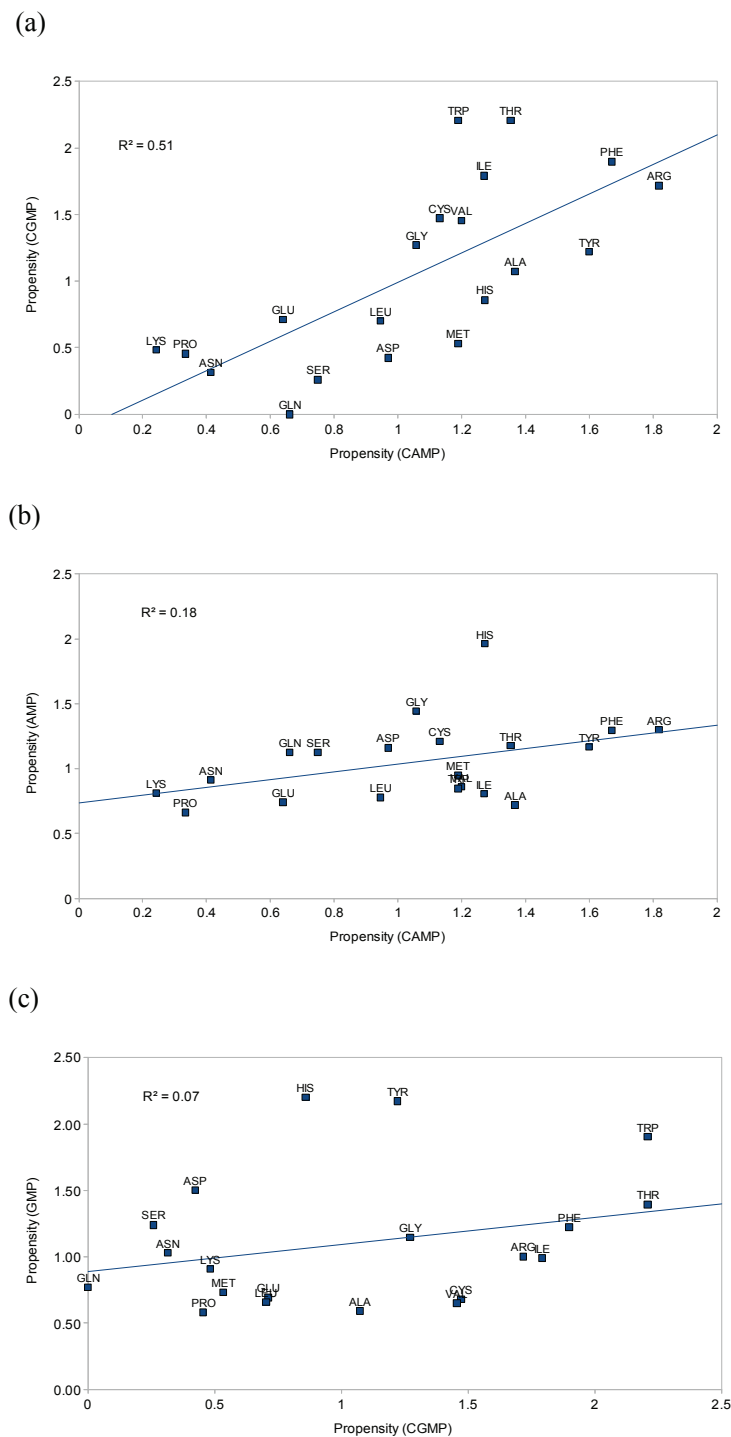 (a)
2.5
TRP THR
R² = 0.51
PHE
2
ILE
ARG
CYS VAL
1.5
GLY
TYR
ALA
Propensity (CGMP)
1
HIS
GLU
LEU
MET
LYS
PRO
0.5
ASP
ASN
SER
GLN
0
0 0.2 0.4 0.6 0.8 1 1.2 1.4 1.6 1.8 2
Propensity (CAMP)
(b)
2.5
R² = 0.18
2
HIS
1.5
GLY
PHE ARG
CYS
THR TYR
GLN SER ASP
Propensity (AMP)
1
MET
ASN
LYS
ILE
GLU LEU
ALA
PRO
0.5
0
0 0.2 0.4 0.6 0.8 1 1.2 1.4 1.6 1.8 2
Propensity (CAMP)
(c)
2.50
R² = 0.07
HIS TYR
2.00
TRP
ASP
1.50
THR
SER
PHE
GLY
ASN
ARG ILE
Propensity (GMP)
1.00
LYS
GLN
MET
GLU
LEU
CYS
VAL
PRO
ALA
0.50
0.00
0 0.5 1 1.5 2 2.5
Propensity (CGMP)